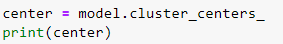 center = model.cluster_centers_
print(center)